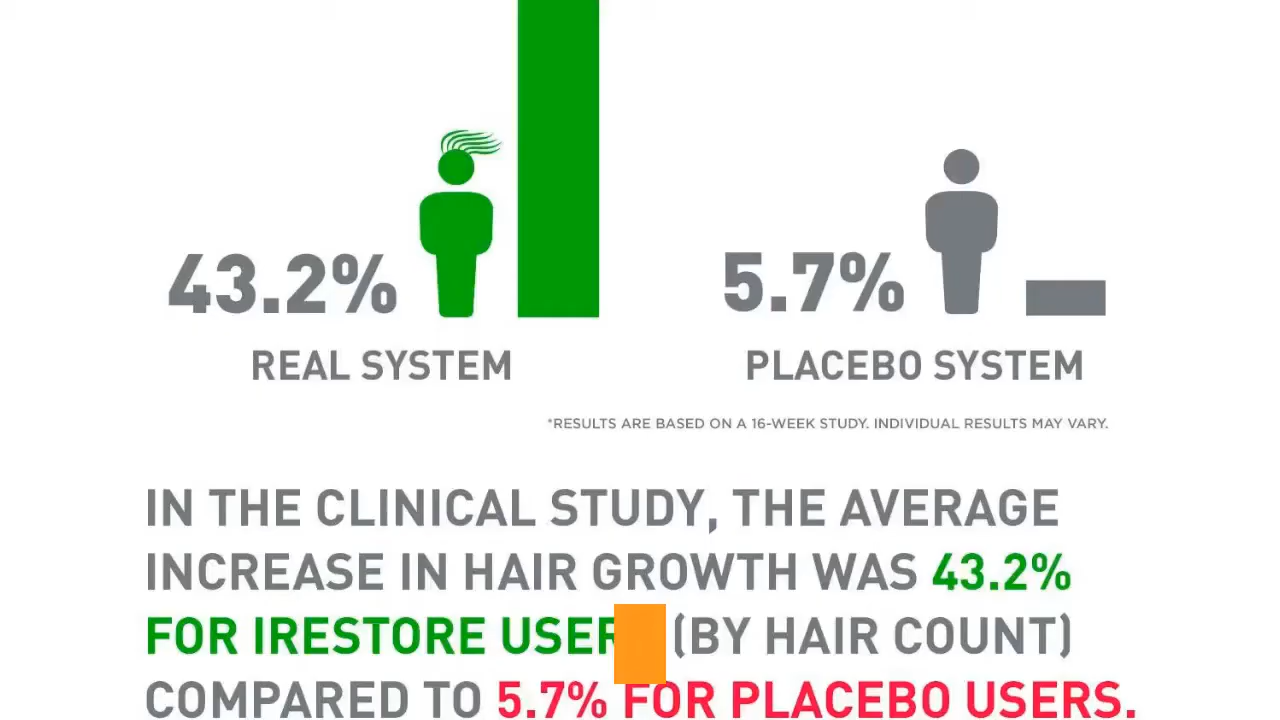 43.2%
5.7%
REAL SYSTEM
PLACEBO SYSTEM
*RESULTS ARE BASED ON A 16-WEEK STUDY. INDIVIDUAL RESULTS MAY VARY.
IN THE CLINICAL STUDY, THE AVERAGE
INCREASE IN HAIR GROWTH WAS 43.2%
FOR IRESTORE (BY HAIR COUNT)
COMPARED TO 5.7% FOR PLACEBO USERS.